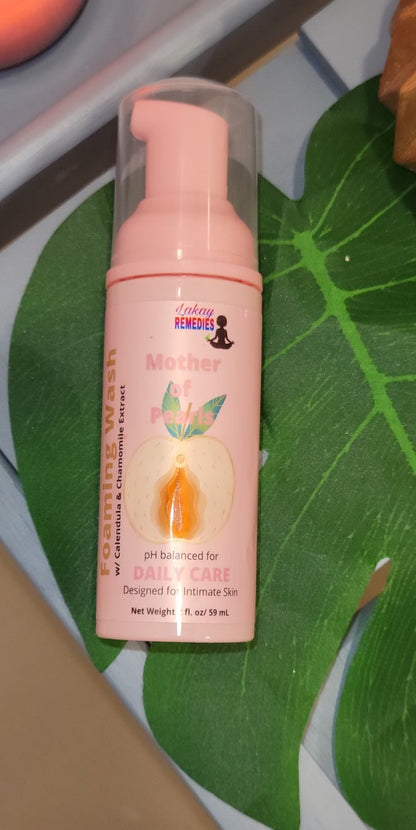 Lakay
REMEDIES
Mother
of
Pearls
Foaming Wash
w/ Calendula & Chamomile Extract
pH balanced for
DAILY CARE
Designed for Intimate Skin
Net Weight fl. oz/ 59 mL